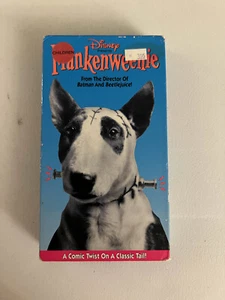 DISNEY
Frankenweenie
From The Director Of
Batman And Beetlejuice!
A Comic Twist On A Classic Tail!